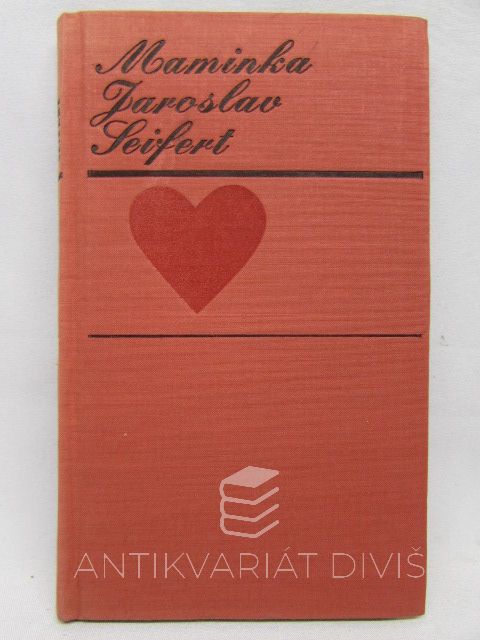 Maminka
Jaroslav
Seifert
ANTIKVARIÁT DIVIŠ